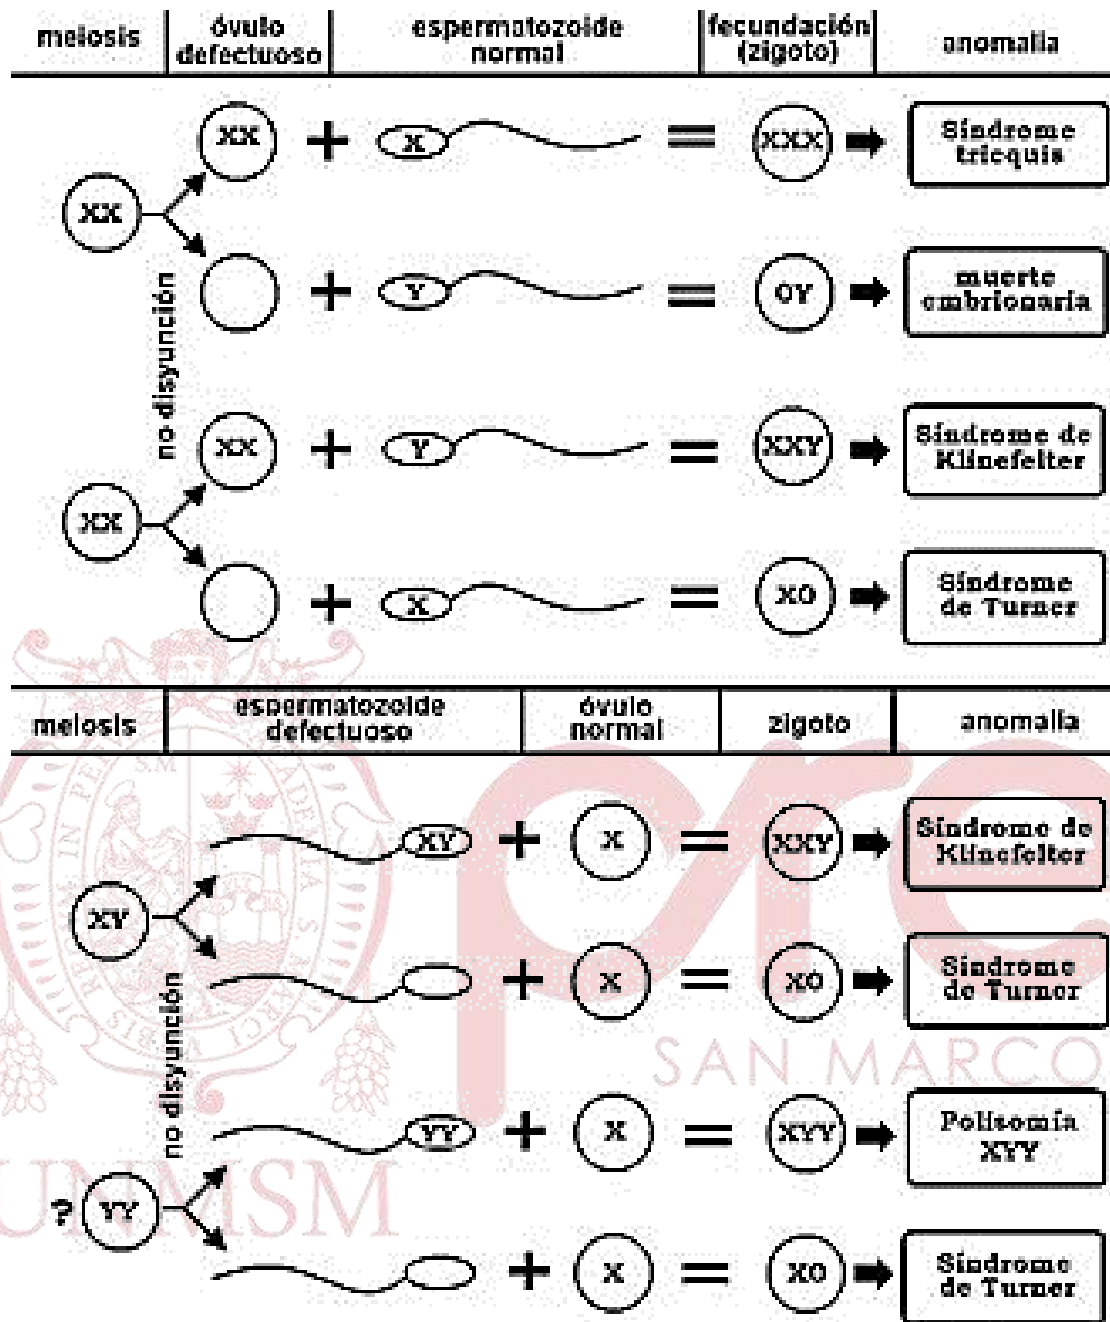 meiosis
óvulo
defectuoso
espermatozoide
normal
fecundación
(zigoto)
anomalia
XX
XX
+
X
=
XXX
Síndrome
tricquis
+
Y
=
OY
muerte
embrionaria
no disyunción
XX
XX
+
Y
=
XXY
Síndrome de
Klinefelter
+
X
=
XO
Síndrome
de Turner
meiosis
espermatozoide
defectuoso
óvulo
normal
zigoto
anomalia
XY
XY
+
X
=
XXY
Síndrome de
Klinefelter
+
X
=
XO
Síndrome
de Turner
no disyunción
? YY
YY
+
X
=
XYY
Polisomía
XYY
+
X
=
XO
Síndrome
de Turner
pre
SAN MARCO
UNMSM